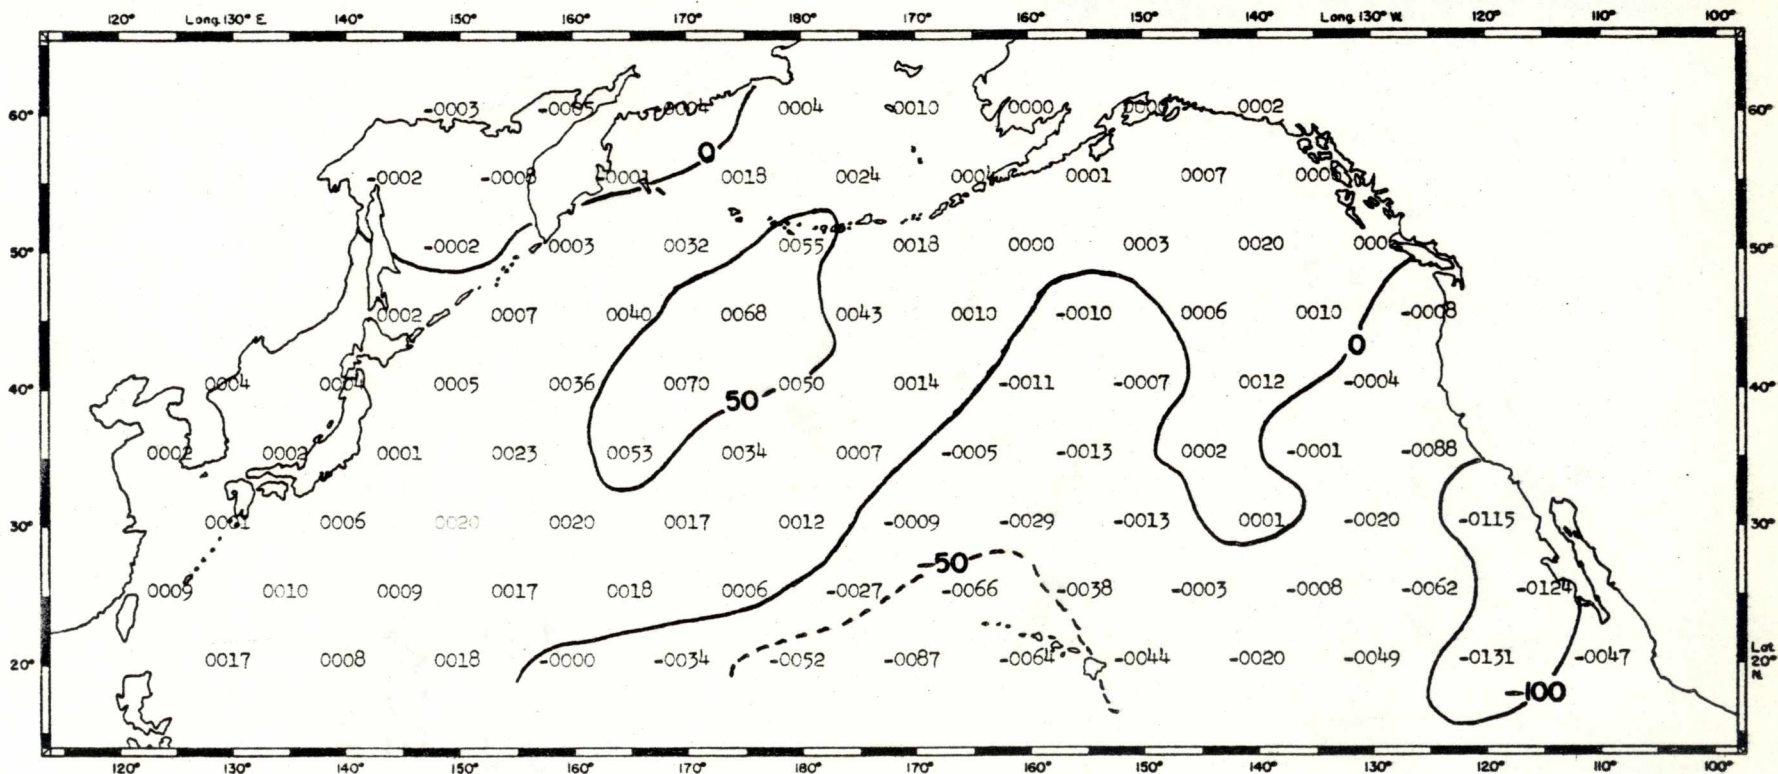 120° Long. 130° E. 140° 150° 160° 170° 180° 170° 160° 150° 140° Long. 130° W. 120° 110° 100°
60° -0003 -0005 -0004 0004 0010 0000 0000 0002 60°
0
-0002 -0003 -0001 0018 0024 0004 0001 0007
50° -0002 0003 0032 0055 0018 0000 0003 0020 50°
0002 0007 0040 0068 0043 0010 -0010 0006 0010 -0008
0
40° 0004 0004 0005 0036 0070 0050 0014 -0011 -0007 0012 -0004 40°
50
0002 0002 0001 0023 0053 0034 0007 -0005 -0013 0002 -0001 -0088
30° 0001 0006 0020 0020 0017 0012 -0009 -0029 -0013 0001 -0020 -0115 30°
-50
0009 0010 0009 0017 0018 0006 -0027 -0066 -0038 -0003 -0008 -0062 -0124
20° 0017 0008 0018 -0000 -0034 -0052 -0087 -0064 -0044 -0020 -0049 -0131 -0047 Lat. 20° N.
-100
120° 130° 140° 150° 160° 170° 180° 170° 160° 150° 140° 130° 120° 110° 100°